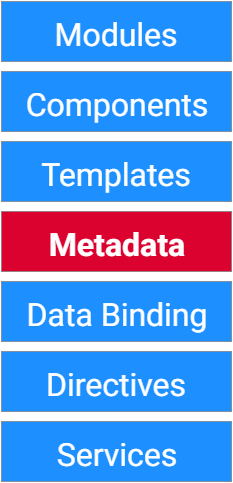 Modules
Components
Templates
Metadata
Data Binding
Directives
Services